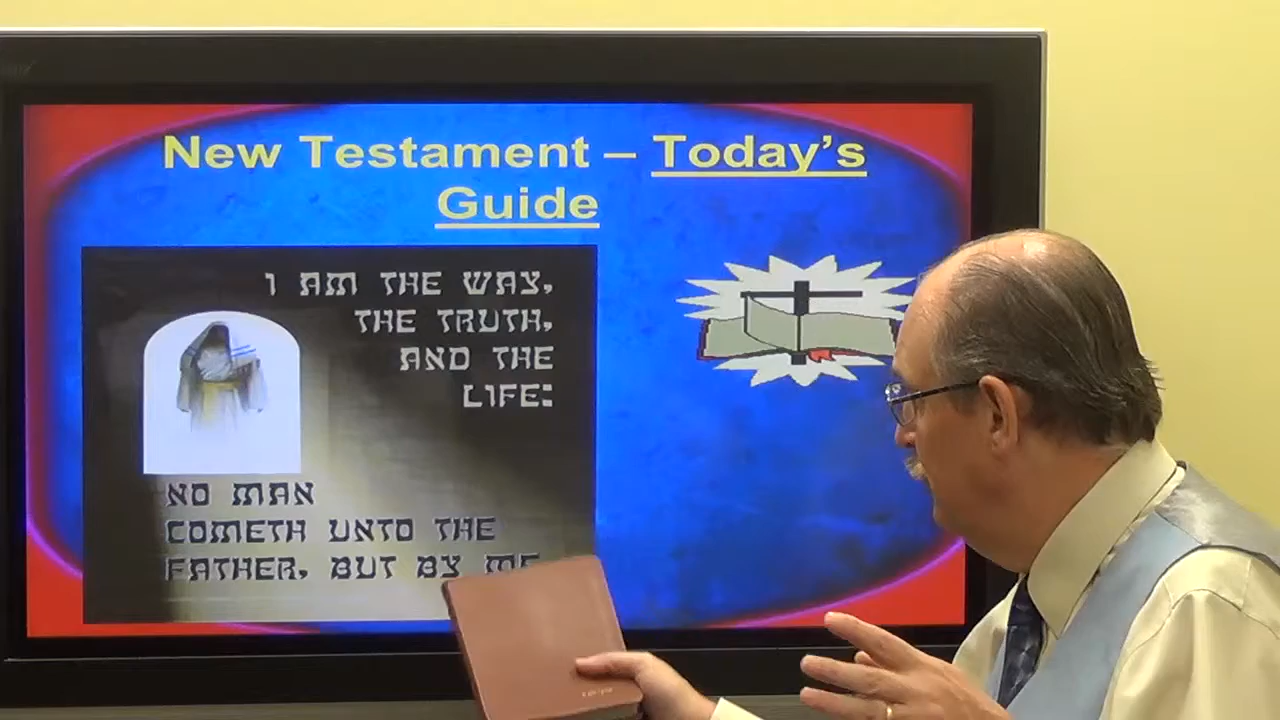 New Testament – Today's
Guide
I AM THE WAY,
THE TRUTH,
AND THE
LIFE:
NO MAN
COMETH UNTO THE
FATHER, BUT BY ME